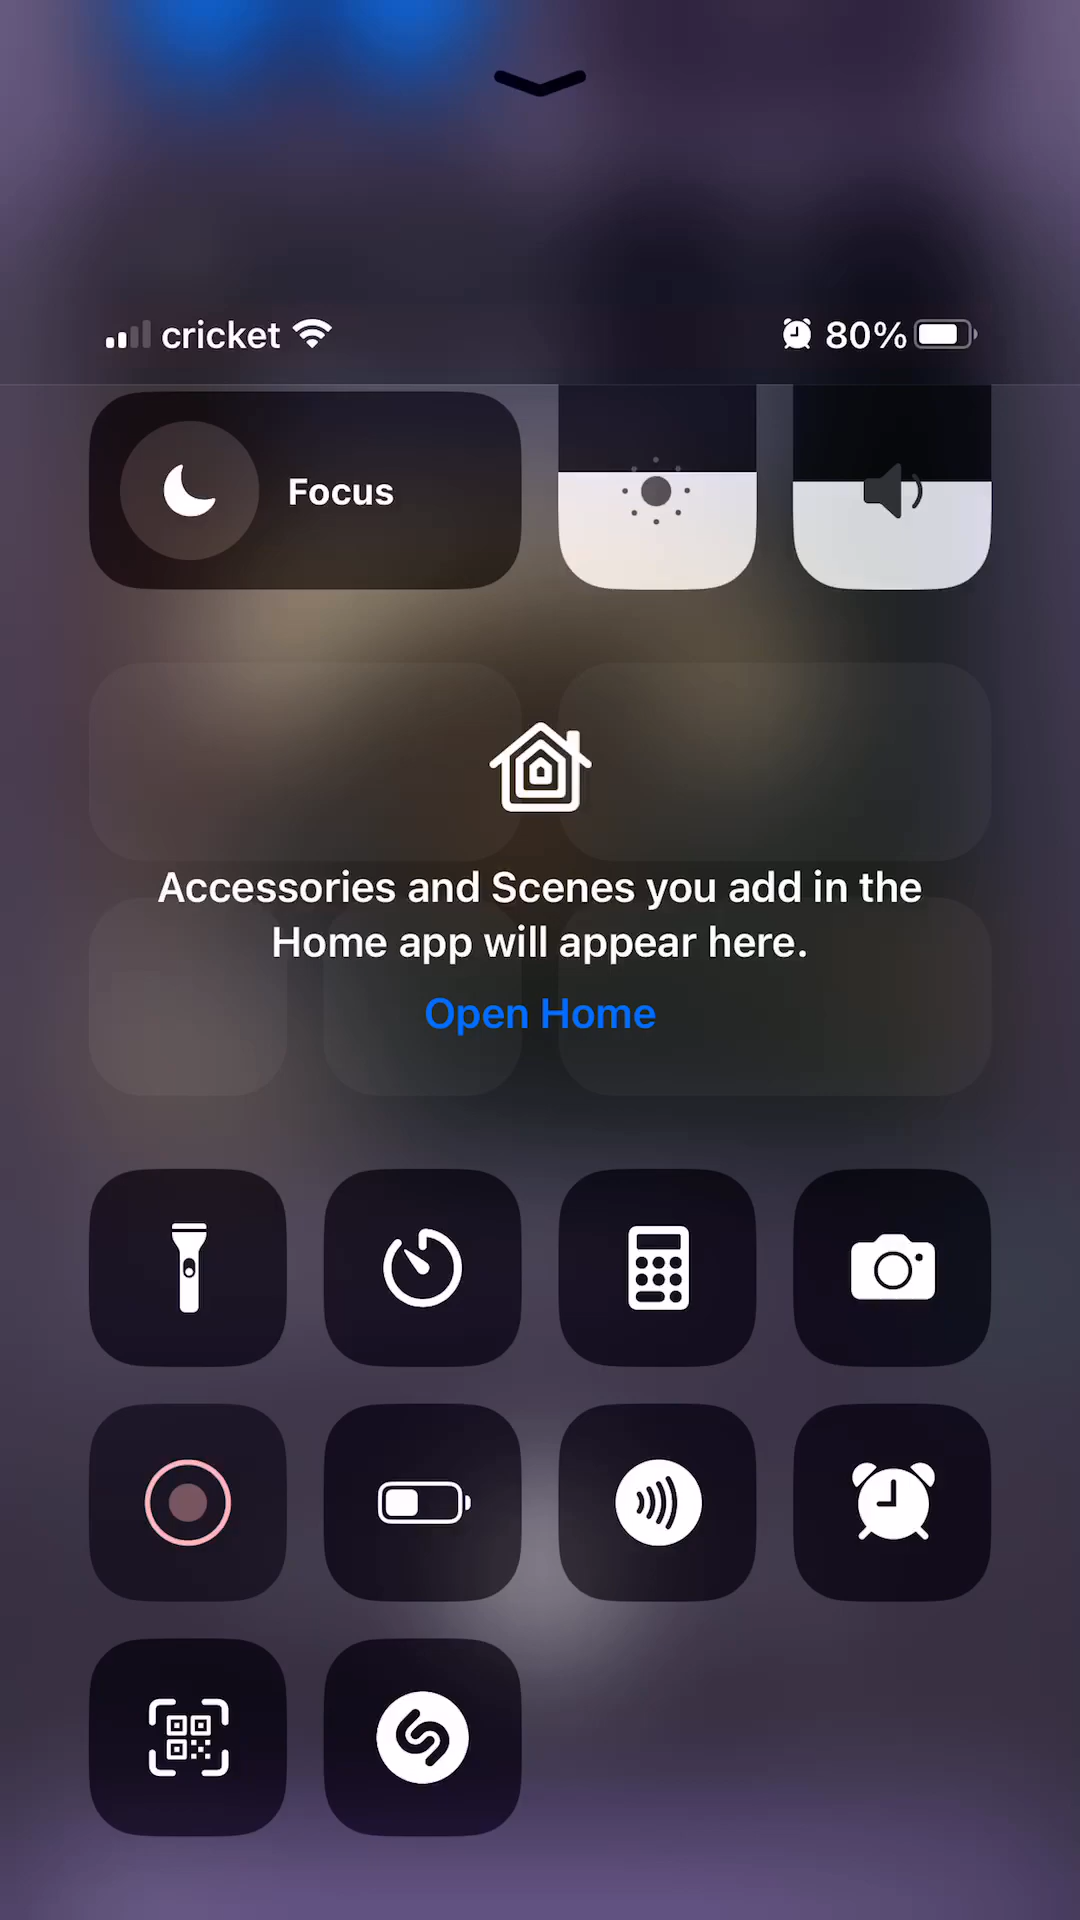 cricket 80%
Focus
Accessories and Scenes you add in the
Home app will appear here.
Open Home